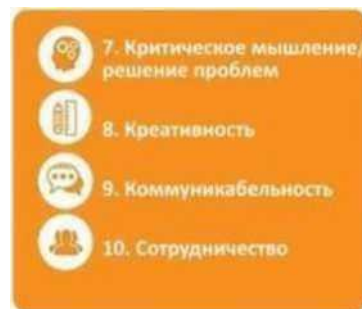 7. Критическое мышление/
решение проблем
8. Креативность
9. Коммуникабельность
10. Сотрудничество